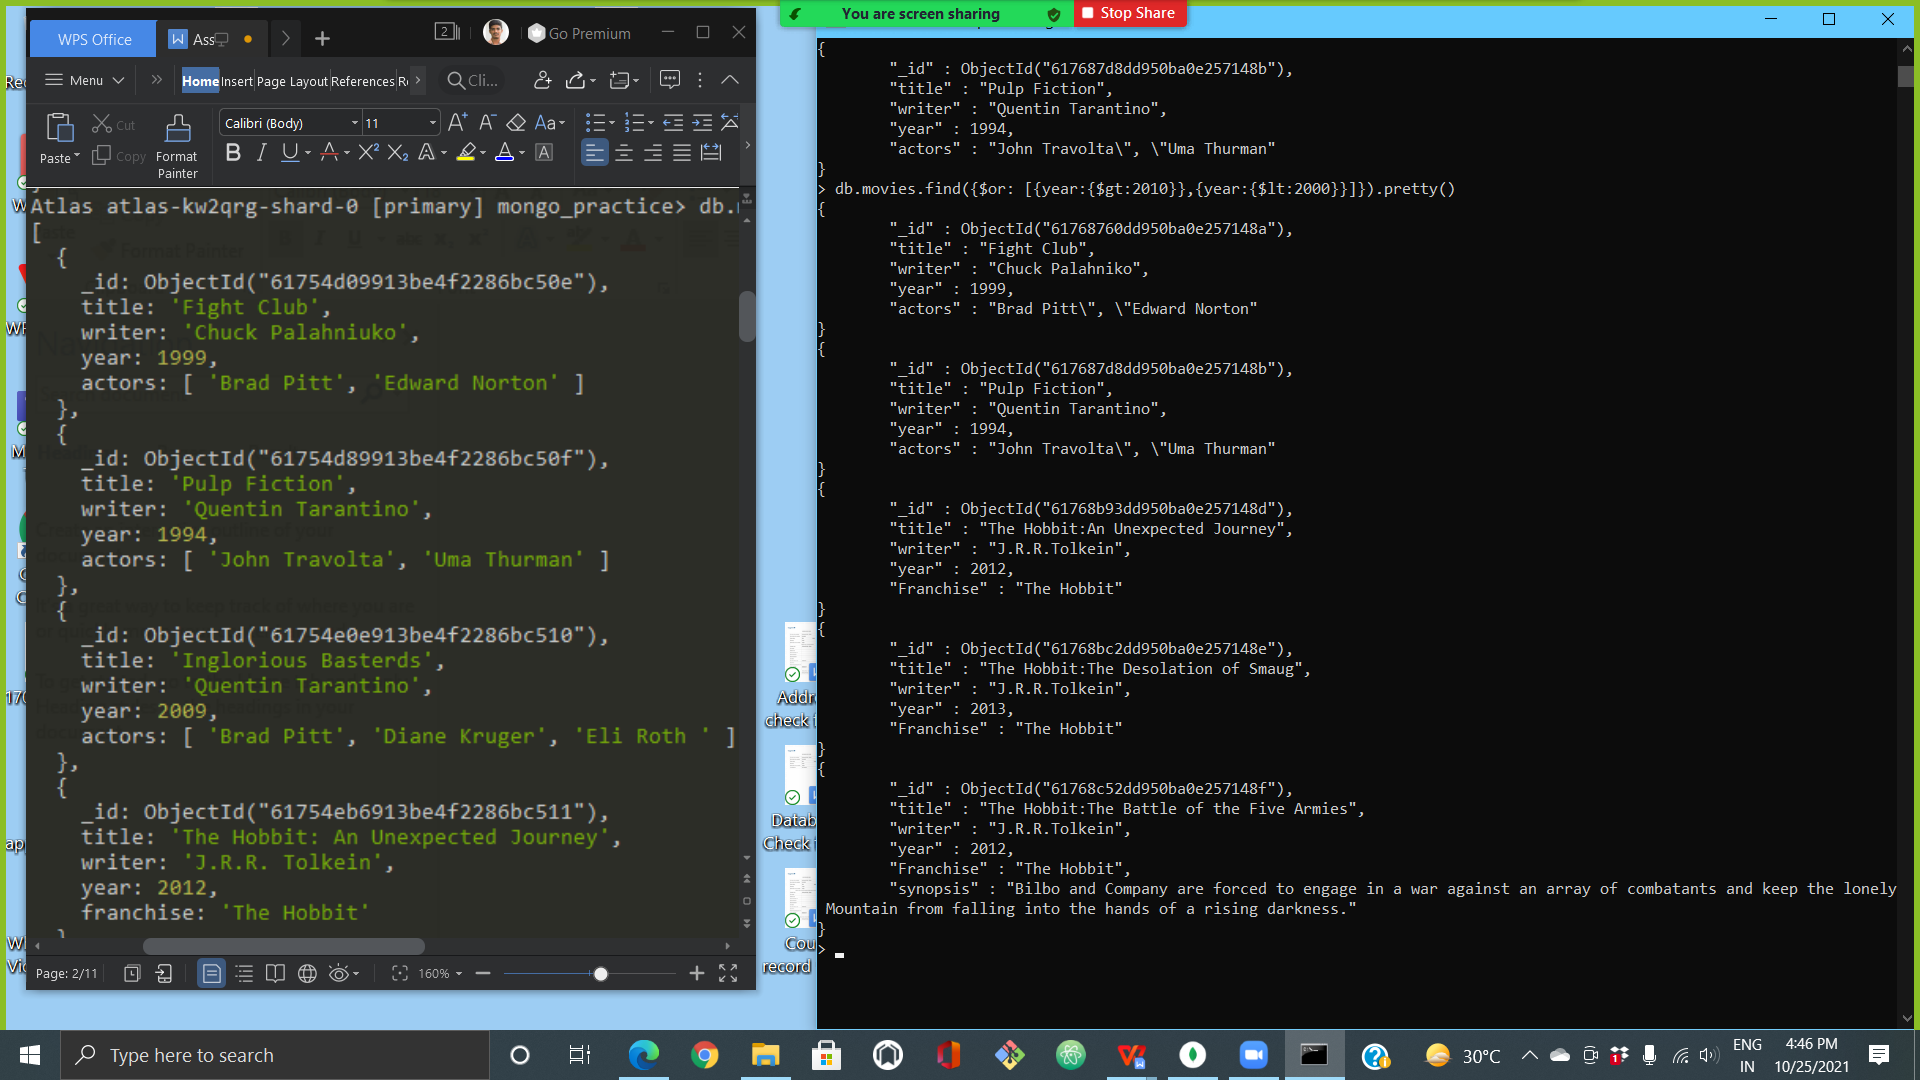 You are screen sharing
Stop Share
WPS Office
Ass
2
Go Premium
Menu
Home
Insert
Page Layout
References
Cli...
Paste
Cut
Copy
Format
Painter
Calibri (Body)
11
Atlas atlas-kw2qrg-shard-0 [primary] mongo_practice> db.
[
{
_id: ObjectId("61754d09913be4f2286bc50e"),
title: 'Fight Club',
writer: 'Chuck Palahniuko',
year: 1999,
actors: [ 'Brad Pitt', 'Edward Norton' ]
},
{
_id: ObjectId("61754d89913be4f2286bc50f"),
title: 'Pulp Fiction',
writer: 'Quentin Tarantino',
year: 1994,
actors: [ 'John Travolta', 'Uma Thurman' ]
},
{
_id: ObjectId("61754e0e913be4f2286bc510"),
title: 'Inglorious Basterds',
writer: 'Quentin Tarantino',
year: 2009,
actors: [ 'Brad Pitt', 'Diane Kruger', 'Eli Roth ' ]
},
{
_id: ObjectId("61754eb6913be4f2286bc511"),
title: 'The Hobbit: An Unexpected Journey',
writer: 'J.R.R. Tolkein',
year: 2012,
franchise: 'The Hobbit'
Page: 2/11
160%
Addr
check
Datab
Check
Cou
record
{
"_id" : ObjectId("617687d8dd950ba0e257148b"),
"title" : "Pulp Fiction",
"writer" : "Quentin Tarantino",
"year" : 1994,
"actors" : "John Travolta\", \"Uma Thurman"
}
> db.movies.find({$or: [{year:{$gt:2010}},{year:{$lt:2000}}]}).pretty()
{
"_id" : ObjectId("61768760dd950ba0e257148a"),
"title" : "Fight Club",
"writer" : "Chuck Palahniko",
"year" : 1999,
"actors" : "Brad Pitt\", \"Edward Norton"
}
{
"_id" : ObjectId("617687d8dd950ba0e257148b"),
"title" : "Pulp Fiction",
"writer" : "Quentin Tarantino",
"year" : 1994,
"actors" : "John Travolta\", \"Uma Thurman"
}
{
"_id" : ObjectId("61768b93dd950ba0e257148d"),
"title" : "The Hobbit:An Unexpected Journey",
"writer" : "J.R.R.Tolkein",
"year" : 2012,
"Franchise" : "The Hobbit"
}
{
"_id" : ObjectId("61768bc2dd950ba0e257148e"),
"title" : "The Hobbit:The Desolation of Smaug",
"writer" : "J.R.R.Tolkein",
"year" : 2013,
"Franchise" : "The Hobbit"
}
{
"_id" : ObjectId("61768c52dd950ba0e257148f"),
"title" : "The Hobbit:The Battle of the Five Armies",
"writer" : "J.R.R.Tolkein",
"year" : 2012,
"Franchise" : "The Hobbit",
"synopsis" : "Bilbo and Company are forced to engage in a war against an array of combatants and keep the lonely
Mountain from falling into the hands of a rising darkness."
}
>
Type here to search
30°C
ENG
IN
4:46 PM
10/25/2021